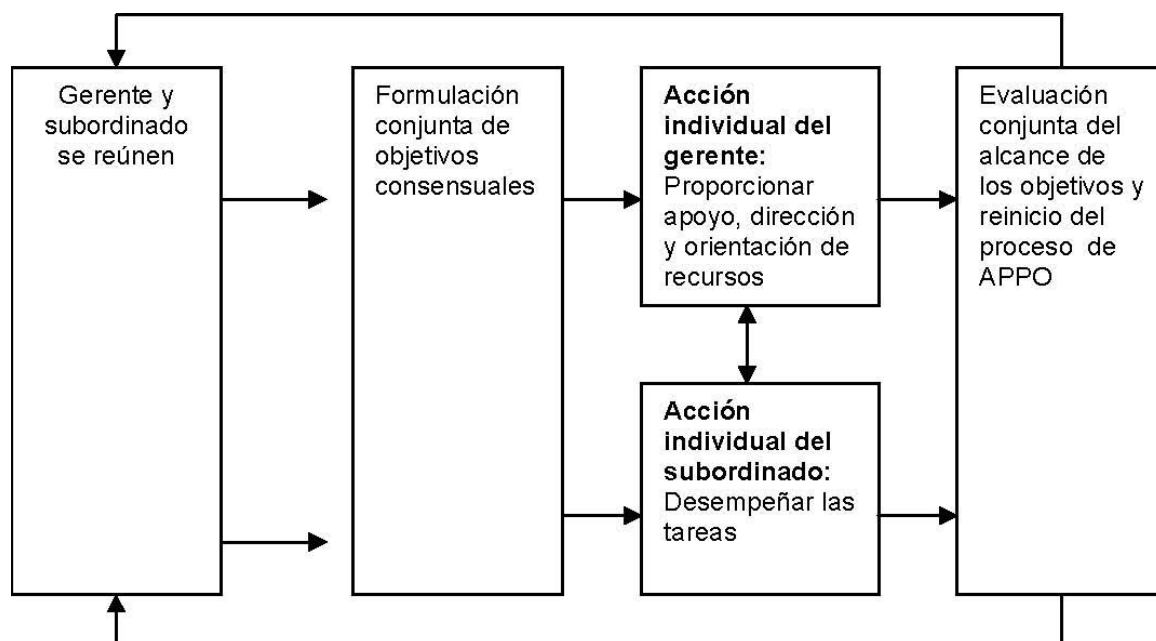 Gerente y
subordinado
se reúnen
Formulación
conjunta de
objetivos
consensuales
Acción
individual del
gerente:
Proporcionar
apoyo, dirección
y orientación de
recursos
Acción
individual del
subordinado:
Desempeñar las
tareas
Evaluación
conjunta del
alcance de
los objetivos y
reinicio del
proceso de
APPO